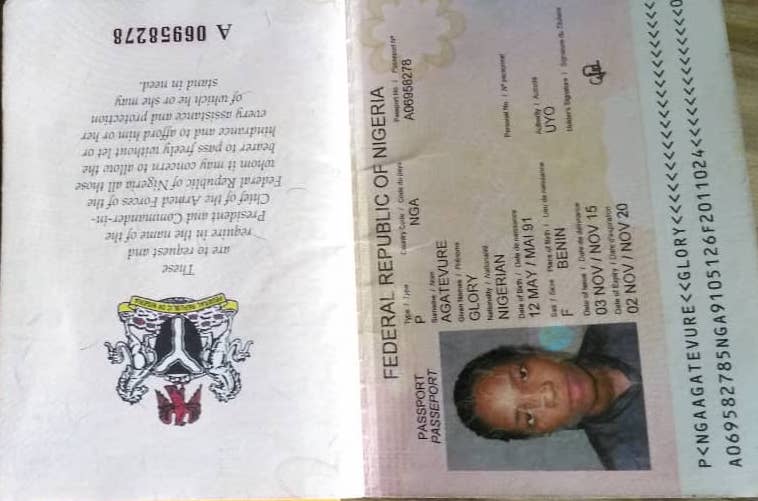 These
are to request and
require in the name of the
President and Commander-in-
Chief of the Armed Forces of the
Federal Republic of Nigeria all those
whom it may concern to allow the
bearer to pass freely without let or
hindrance and to afford him or her
every assistance and protection
of which he or she may
stand in need.
A 06958278
FEDERAL REPUBLIC OF NIGERIA
PASSPORT
PASSEPORT
Type / Type Country Code / Code du pays Passport No / Passeport N°
P NGA A06958278
Surname / Nom
AGATEVURE
Given Names / Prénoms
GLORY
Nationality / Nationalité
NIGERIAN
Date of Birth / Date de naissance Personal No. / N° personnel
12 MAY / MAI 91
Sex / Sexe Place of Birth / Lieu de naissance
F BENIN
Date of Issue / Date de délivrance Authority / Autorité
03 NOV / NOV 15 UYO
Date of Expiry / Date d'expiration Holder's Signature / Signature du Titulaire
02 NOV / NOV 20
P<NGAAGATEVURE<<GLORY<<<<<<<<<<<<<<<<<<<<<<<
A069582785NGA9105126F2011024<<<<<<<<<<<<<<0